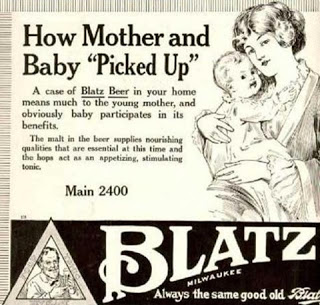 How Mother and
Baby "Picked Up"
A case of Blatz Beer in your home
means much to the young mother, and
obviously baby participates in its
benefits.
The malt in the beer supplies nourishing
qualities that are essential at this time and
the hops act as an appetizing, stimulating
tonic.
Main 2400
BLATZ
MILWAUKEE
Always the same good old Blatz